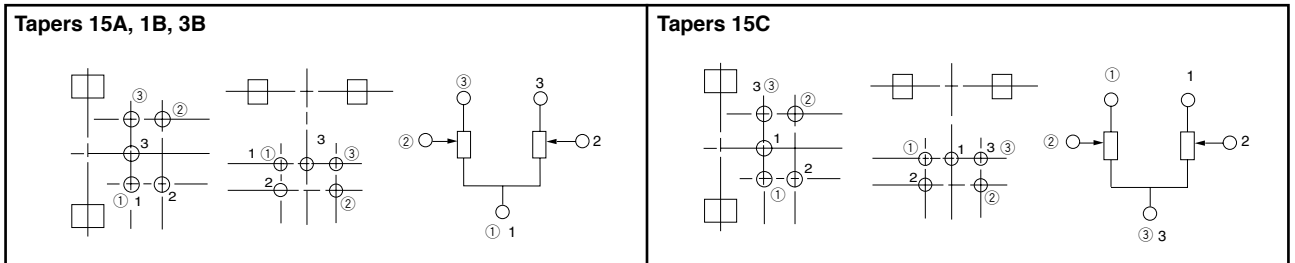 Tapers 15A, 1B, 3B
③ ②
3
① 1 2
3
1 ① ③
2 ②
③ 3
② 2
① 1
Tapers 15C
3 ③ ②
1
2
①
① 1 3 ③
2 ②
① 1
② 2
③ 3